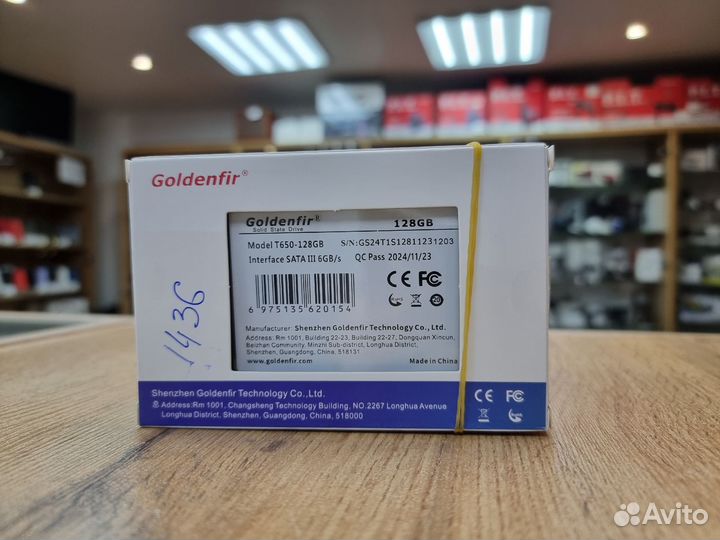 Goldenfir®
Goldenfir® 128GB
Solid State Drive
Model T650-128GB S/N:GS24T1S12811231203
Interface SATA III 6GB/s QC Pass 2024/11/23
CE FC
RoHS 20
6 975135 620154
Manufacturer: Shenzhen Goldenfir Technology Co., Ltd.
Address: Rm 1001, Building 22-23, Building 22-27, Dongquan Xincun,
Beizhan Community, Minzhi Sub-district, Longhua District,
Shenzhen, Guangdong, China, 518131
www.goldenfir.com Made in China
1436
Shenzhen Goldenfir Technology Co.,Ltd.
Address:Rm 1001, Changsheng Technology Building, NO.2267 Longhua Avenue
Longhua District, Shenzhen, Guangdong, China, 518000
CE FC
Avito